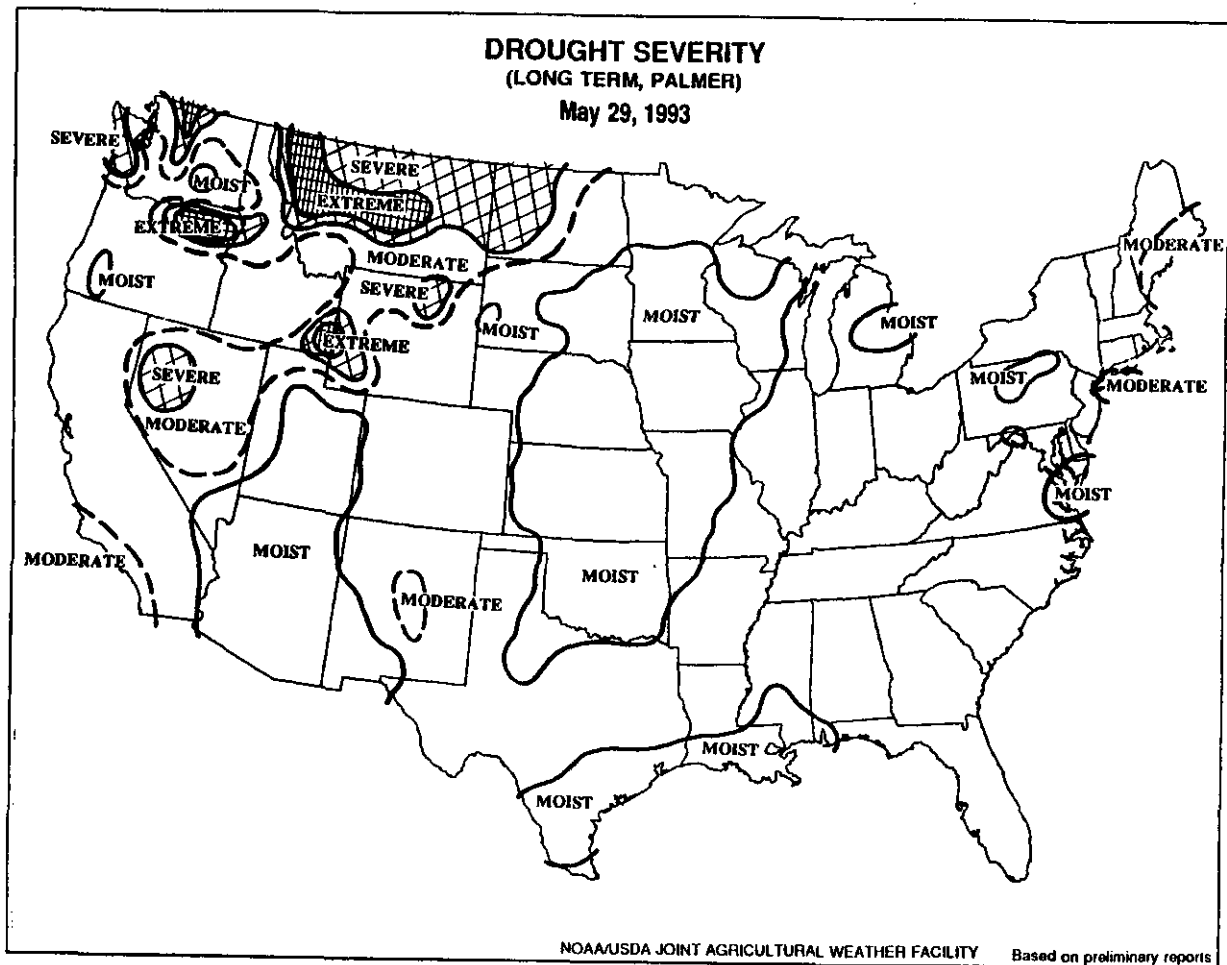 DROUGHT SEVERITY
(LONG TERM, PALMER)
May 29, 1993
SEVERE
SEVERE
MOIST
EXTREME
EXTREME
MODERATE
MODERATE
MOIST
SEVERE
MOIST
MOIST
MOIST
EXTREME
SEVERE
MOIST
MODERATE
MODERATE
MOIST
MOIST
MODERATE
MOIST
MODERATE
MOIST
MOIST
NOAA/USDA JOINT AGRICULTURAL WEATHER FACILITY Based on preliminary reports